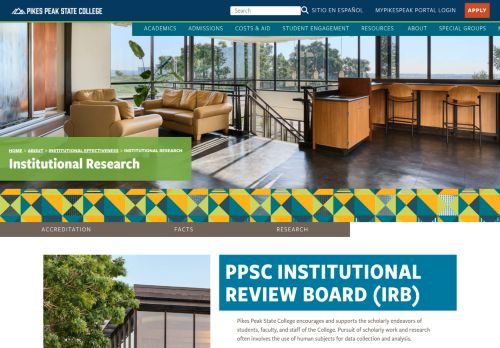 PIKES PEAK STATE COLLEGE
Search
SITIO EN ESPAÑOL
MYPIKESPEAK PORTAL LOGIN
APPLY
ACADEMICS ADMISSIONS COSTS & AID STUDENT ENGAGEMENT RESOURCES ABOUT SPECIAL GROUPS
HOME > ABOUT > INSTITUTIONAL EFFECTIVENESS > INSTITUTIONAL RESEARCH
Institutional Research
ACCREDITATION FACTS RESEARCH
PPSC INSTITUTIONAL
REVIEW BOARD (IRB)
Pikes Peak State College encourages and supports the scholarly endeavors of
students, faculty, and staff of the College. Pursuit of scholarly work and research
often involves the use of human subjects for data collection and analysis.